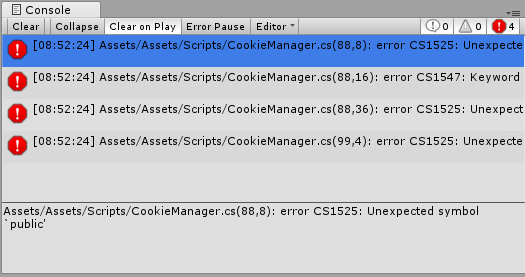 Console
Clear Collapse Clear on Play Error Pause Editor 0 0 4
[08:52:24] Assets/Assets/Scripts/CookieManager.cs(88,8): error CS1525: Unexpecte
[08:52:24] Assets/Assets/Scripts/CookieManager.cs(88,16): error CS1547: Keyword
[08:52:24] Assets/Assets/Scripts/CookieManager.cs(88,36): error CS1525: Unexpect
[08:52:24] Assets/Assets/Scripts/CookieManager.cs(99,4): error CS1525: Unexpecte
Assets/Assets/Scripts/CookieManager.cs(88,8): error CS1525: Unexpected symbol
`public'